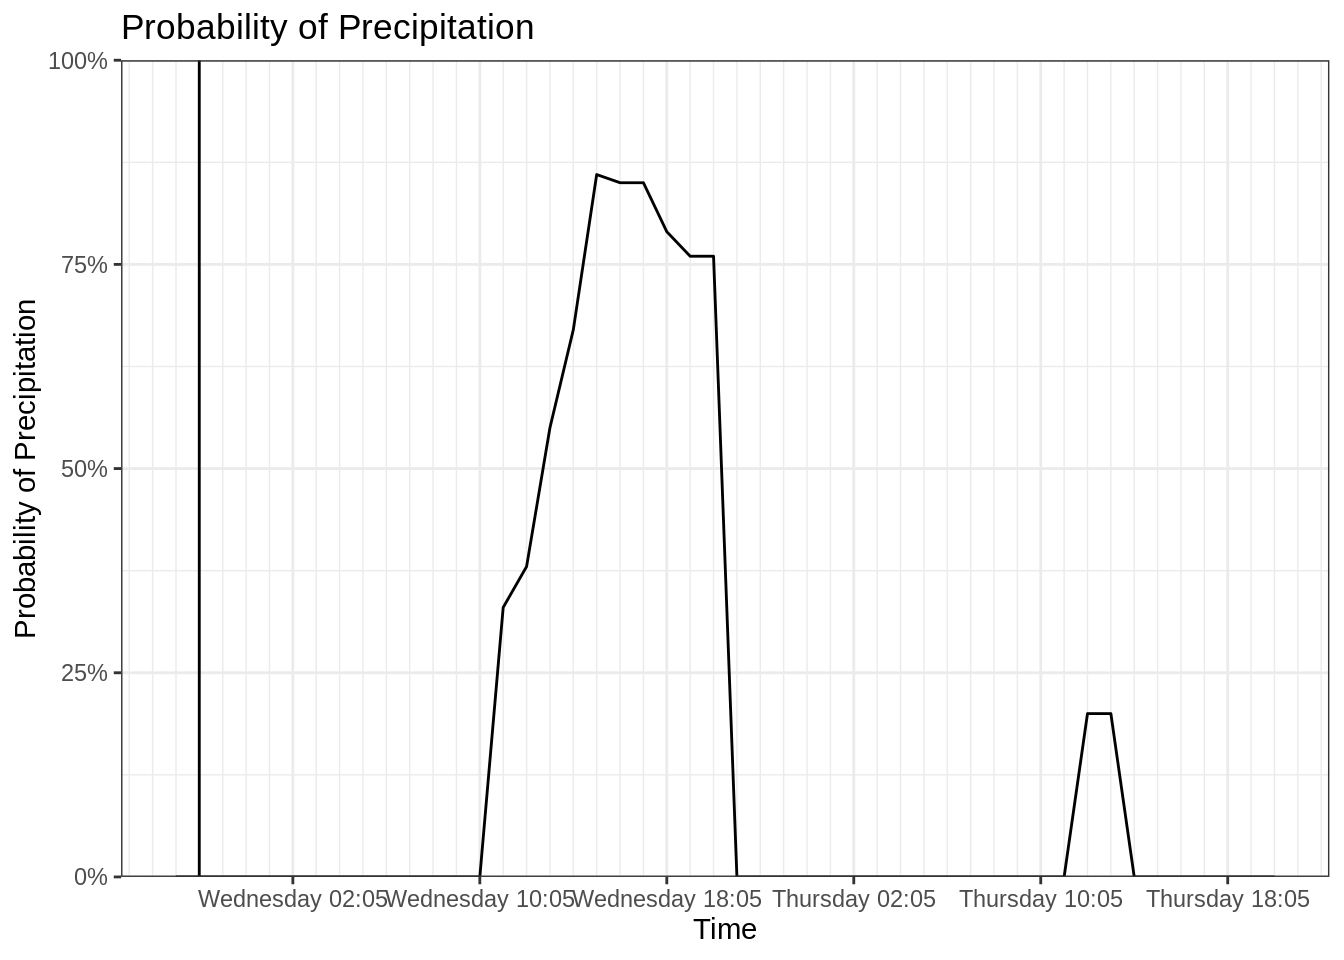 Probability of Precipitation
Probability of Precipitation
100%
75%
50%
25%
0%
Wednesday 02:05 Wednesday 10:05 Wednesday 18:05 Thursday 02:05 Thursday 10:05 Thursday 18:05
Time